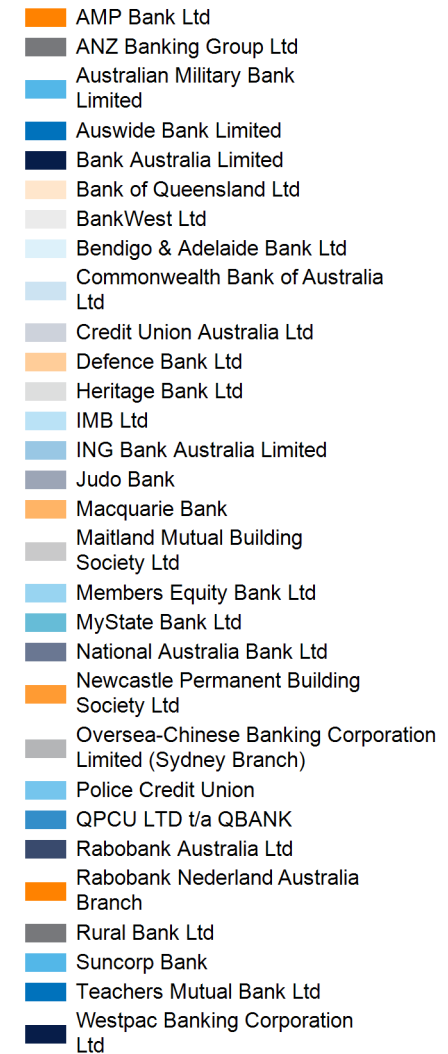 AMP Bank Ltd
ANZ Banking Group Ltd
Australian Military Bank
Limited
Auswide Bank Limited
Bank Australia Limited
Bank of Queensland Ltd
BankWest Ltd
Bendigo & Adelaide Bank Ltd
Commonwealth Bank of Australia
Ltd
Credit Union Australia Ltd
Defence Bank Ltd
Heritage Bank Ltd
IMB Ltd
ING Bank Australia Limited
Judo Bank
Macquarie Bank
Maitland Mutual Building
Society Ltd
Members Equity Bank Ltd
MyState Bank Ltd
National Australia Bank Ltd
Newcastle Permanent Building
Society Ltd
Oversea-Chinese Banking Corporation
Limited (Sydney Branch)
Police Credit Union
QPCU LTD t/a QBANK
Rabobank Australia Ltd
Rabobank Nederland Australia
Branch
Rural Bank Ltd
Suncorp Bank
Teachers Mutual Bank Ltd
Westpac Banking Corporation
Ltd